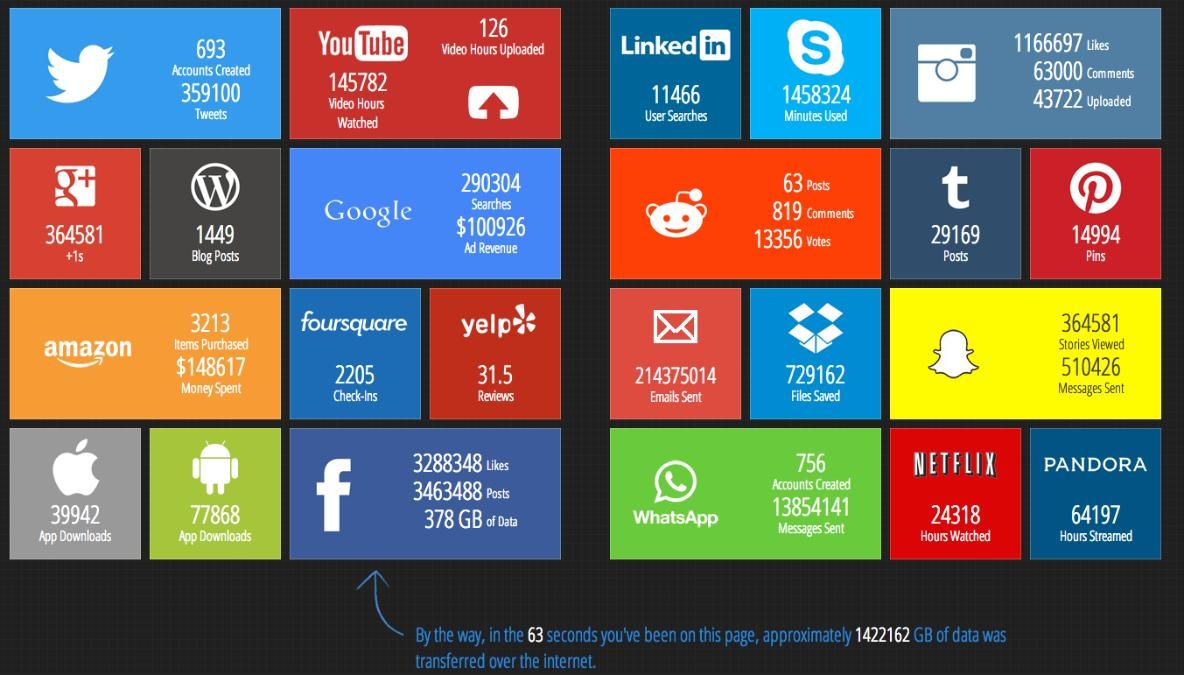 693
Accounts Created
359100
Tweets
YouTube
145782
Video Hours
Watched
126
Video Hours Uploaded
Linked in
11466
User Searches
S
1458324
Minutes Used
1166697 Likes
63000 Comments
43722 Uploaded
g+
364581
+1s
W
1449
Blog Posts
Google
290304
Searches
$100926
Ad Revenue
63 Posts
819 Comments
13356 Votes
t
29169
Posts
P
14994
Pins
amazon
3213
Items Purchased
$148617
Money Spent
foursquare
2205
Check-Ins
yelp
31.5
Reviews
214375014
Emails Sent
729162
Files Saved
364581
Stories Viewed
510426
Messages Sent
39942
App Downloads
77868
App Downloads
f
3288348 Likes
3463488 Posts
378 GB of Data
WhatsApp
756
Accounts Created
13854141
Messages Sent
NETFLIX
24318
Hours Watched
PANDORA
64197
Hours Streamed
By the way, in the 63 seconds you've been on this page, approximately 1422162 GB of data was
transferred over the internet.